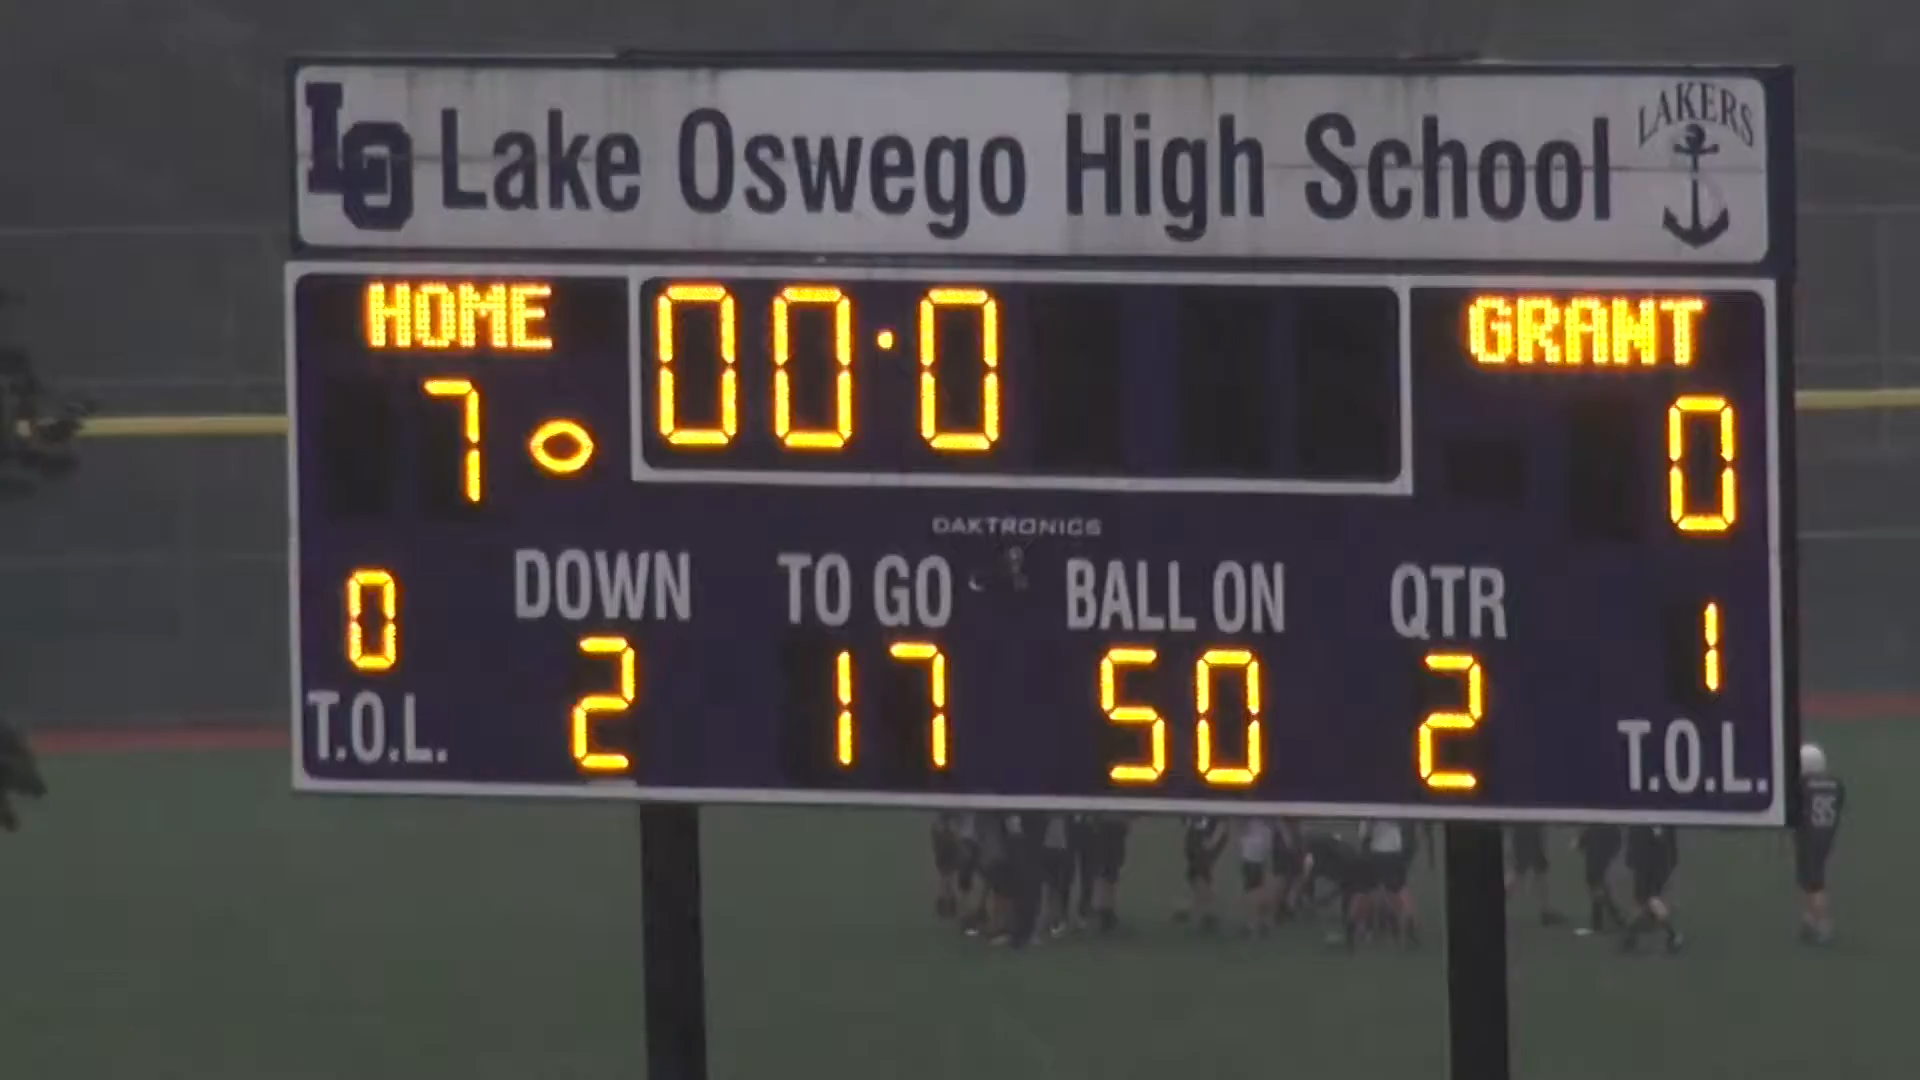 LO Lake Oswego High School LAKERS
HOME 00.0 GRANT
7 0
DAKTRONICS
0 DOWN TO GO BALL ON QTR 1
2 17 50 2
T.O.L. T.O.L.
95